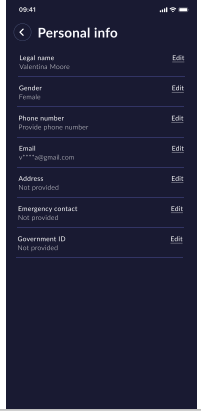 09:41
Personal info
Legal name Edit
Valentina Moore
Gender Edit
Female
Phone number Edit
Provide phone number
Email Edit
v****a@gmail.com
Address Edit
Not provided
Emergency contact Edit
Not provided
Government ID Edit
Not provided